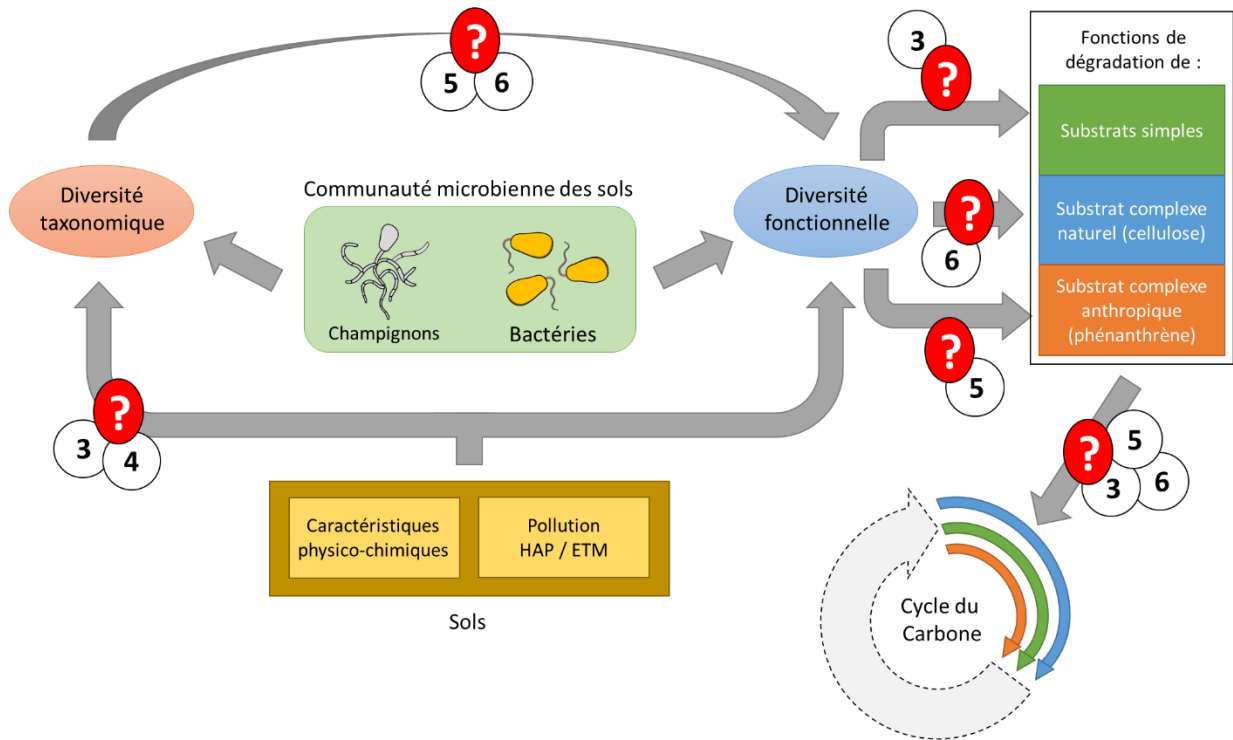 ?
5
6
3
?
Fonctions de
dégradation de :
Substrats simples
Diversité
taxonomique
Communauté microbienne des sols
Champignons
Bactéries
Diversité
fonctionnelle
?
6
Substrat complexe
naturel (cellulose)
Substrat complexe
anthropique
(phénanthrène)
?
5
?
3
4
?
5
3
6
Caractéristiques
physico-chimiques
Pollution
HAP / ETM
Sols
Cycle du
Carbone